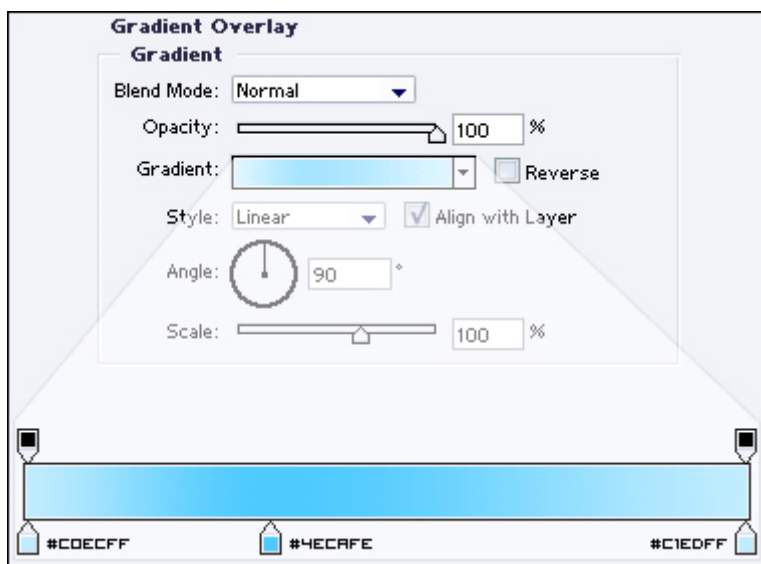 Gradient Overlay
Gradient
Blend Mode: Normal
Opacity: 100 %
Gradient: Reverse
Style: Linear Align with Layer
Angle: 90 °
Scale: 100 %
#C0ECFF #4ECAFE #C1EDFF